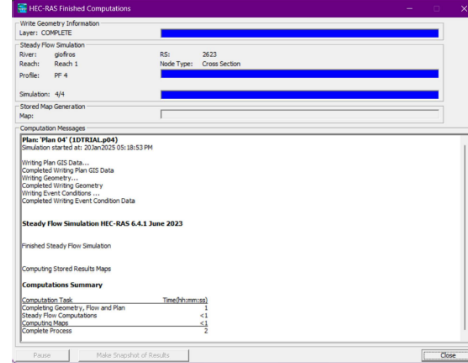 HEC-RAS Finished Computations
Write Geometry Information
Layer: COMPLETE
Steady Flow Simulation
River: giofiros RS: 2623
Reach: Reach 1 Node Type: Cross Section
Profile: PF 4
Simulation: 4/4
Stored Map Generation
Map:
Computation Messages
Plan: 'Plan 04' (1DTRIAL.p04)
Simulation started at: 20Jan2025 05:18:53 PM
Writing Plan GIS Data...
Completed Writing Plan GIS Data
Writing Geometry...
Completed Writing Geometry
Writing Event Conditions ...
Completed Writing Event Condition Data
Steady Flow Simulation HEC-RAS 6.4.1 June 2023
Finished Steady Flow Simulation
Computing Stored Results Maps
Computations Summary
Computation Task Time(hh:mm:ss)
Completing Geometry, Flow and Plan 1
Steady Flow Computations <1
Computing Maps <1
Complete Process 2
Pause Make Snapshot of Results Close